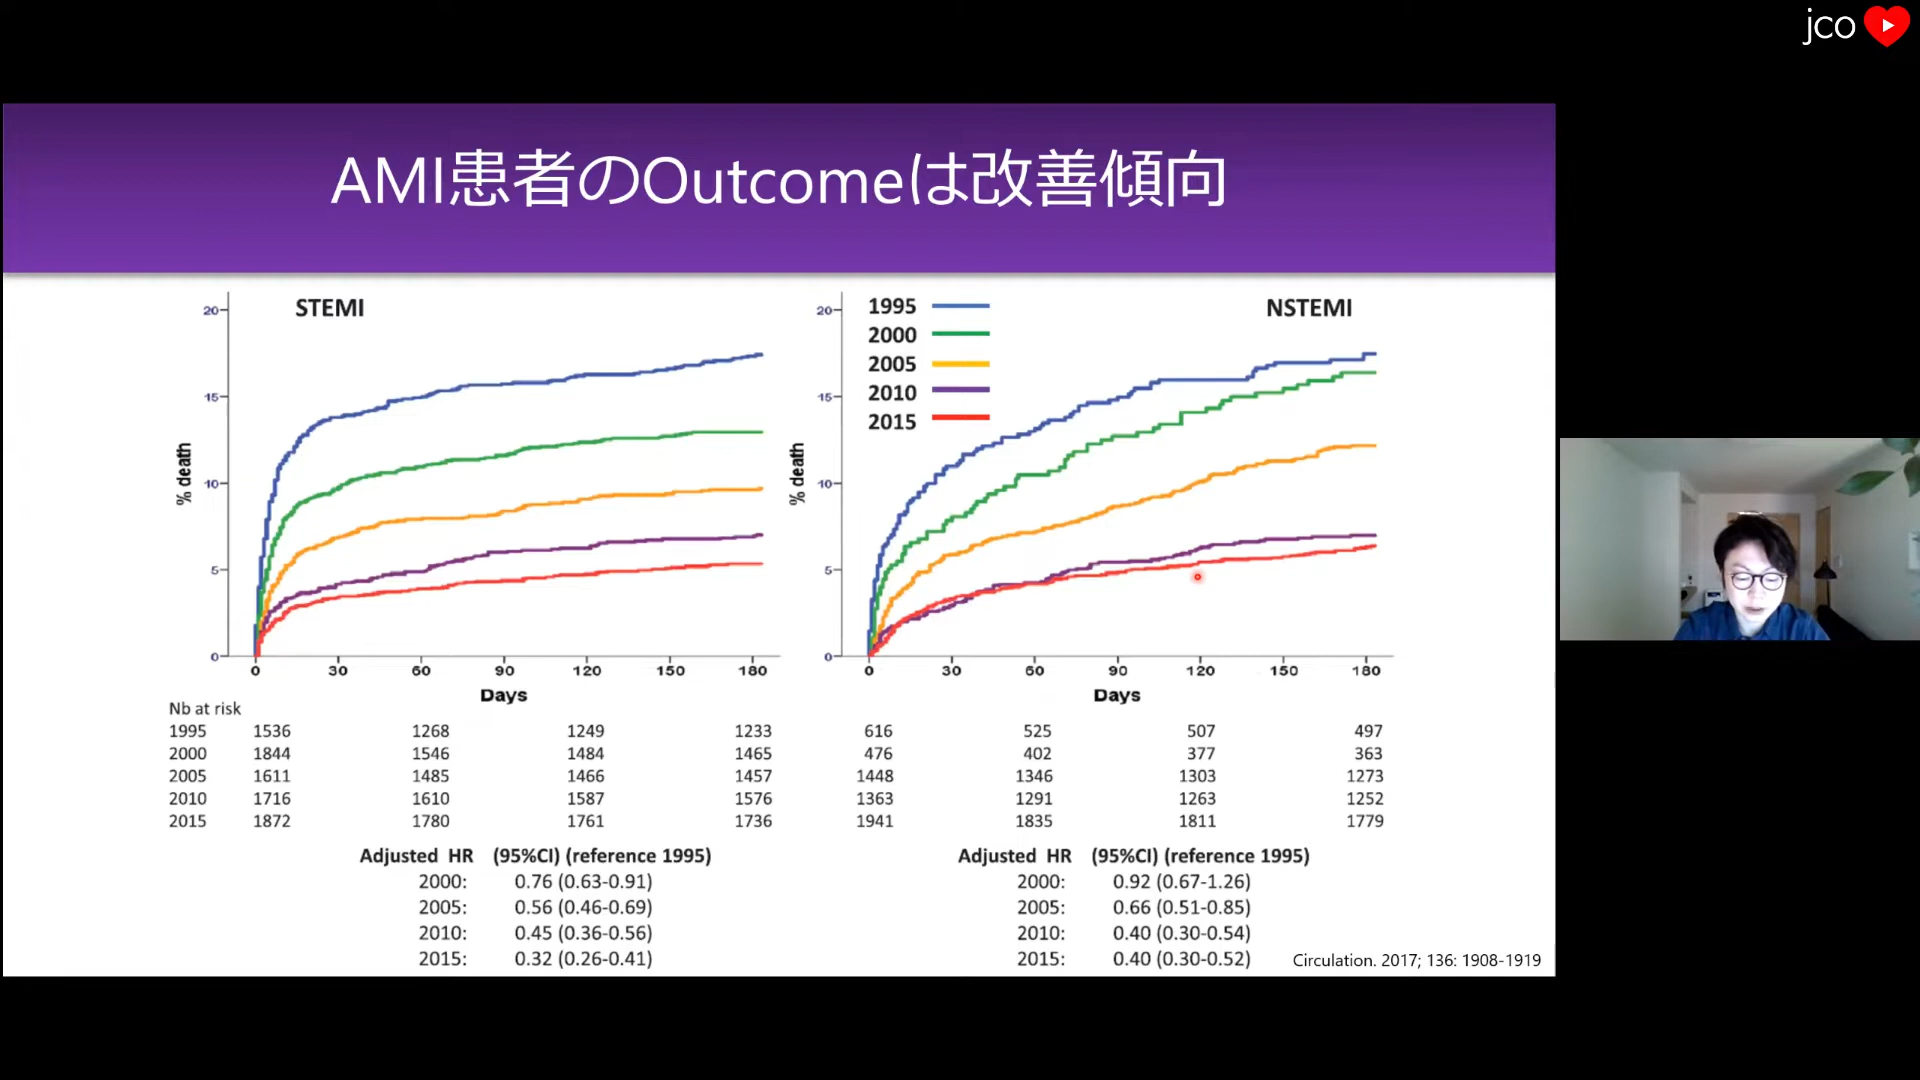 jco
AMI患者のOutcomeは改善傾向
STEMI
20
15
10
5
0
% death
0 30 60 90 120 150 180
Days
NSTEMI
1995
2000
2005
2010
2015
20
15
10
5
0
% death
0 30 60 90 120 150 180
Days
Nb at risk
1995 1536 1268 1249 1233 616 525 507 497
2000 1844 1546 1484 1465 476 402 377 363
2005 1611 1485 1466 1457 1448 1346 1303 1273
2010 1716 1610 1587 1576 1363 1291 1263 1252
2015 1872 1780 1761 1736 1941 1835 1811 1779
Adjusted HR (95%CI) (reference 1995)
2000: 0.76 (0.63-0.91)
2005: 0.56 (0.46-0.69)
2010: 0.45 (0.36-0.56)
2015: 0.32 (0.26-0.41)
Adjusted HR (95%CI) (reference 1995)
2000: 0.92 (0.67-1.26)
2005: 0.66 (0.51-0.85)
2010: 0.40 (0.30-0.54)
2015: 0.40 (0.30-0.52)
Circulation. 2017; 136: 1908-1919